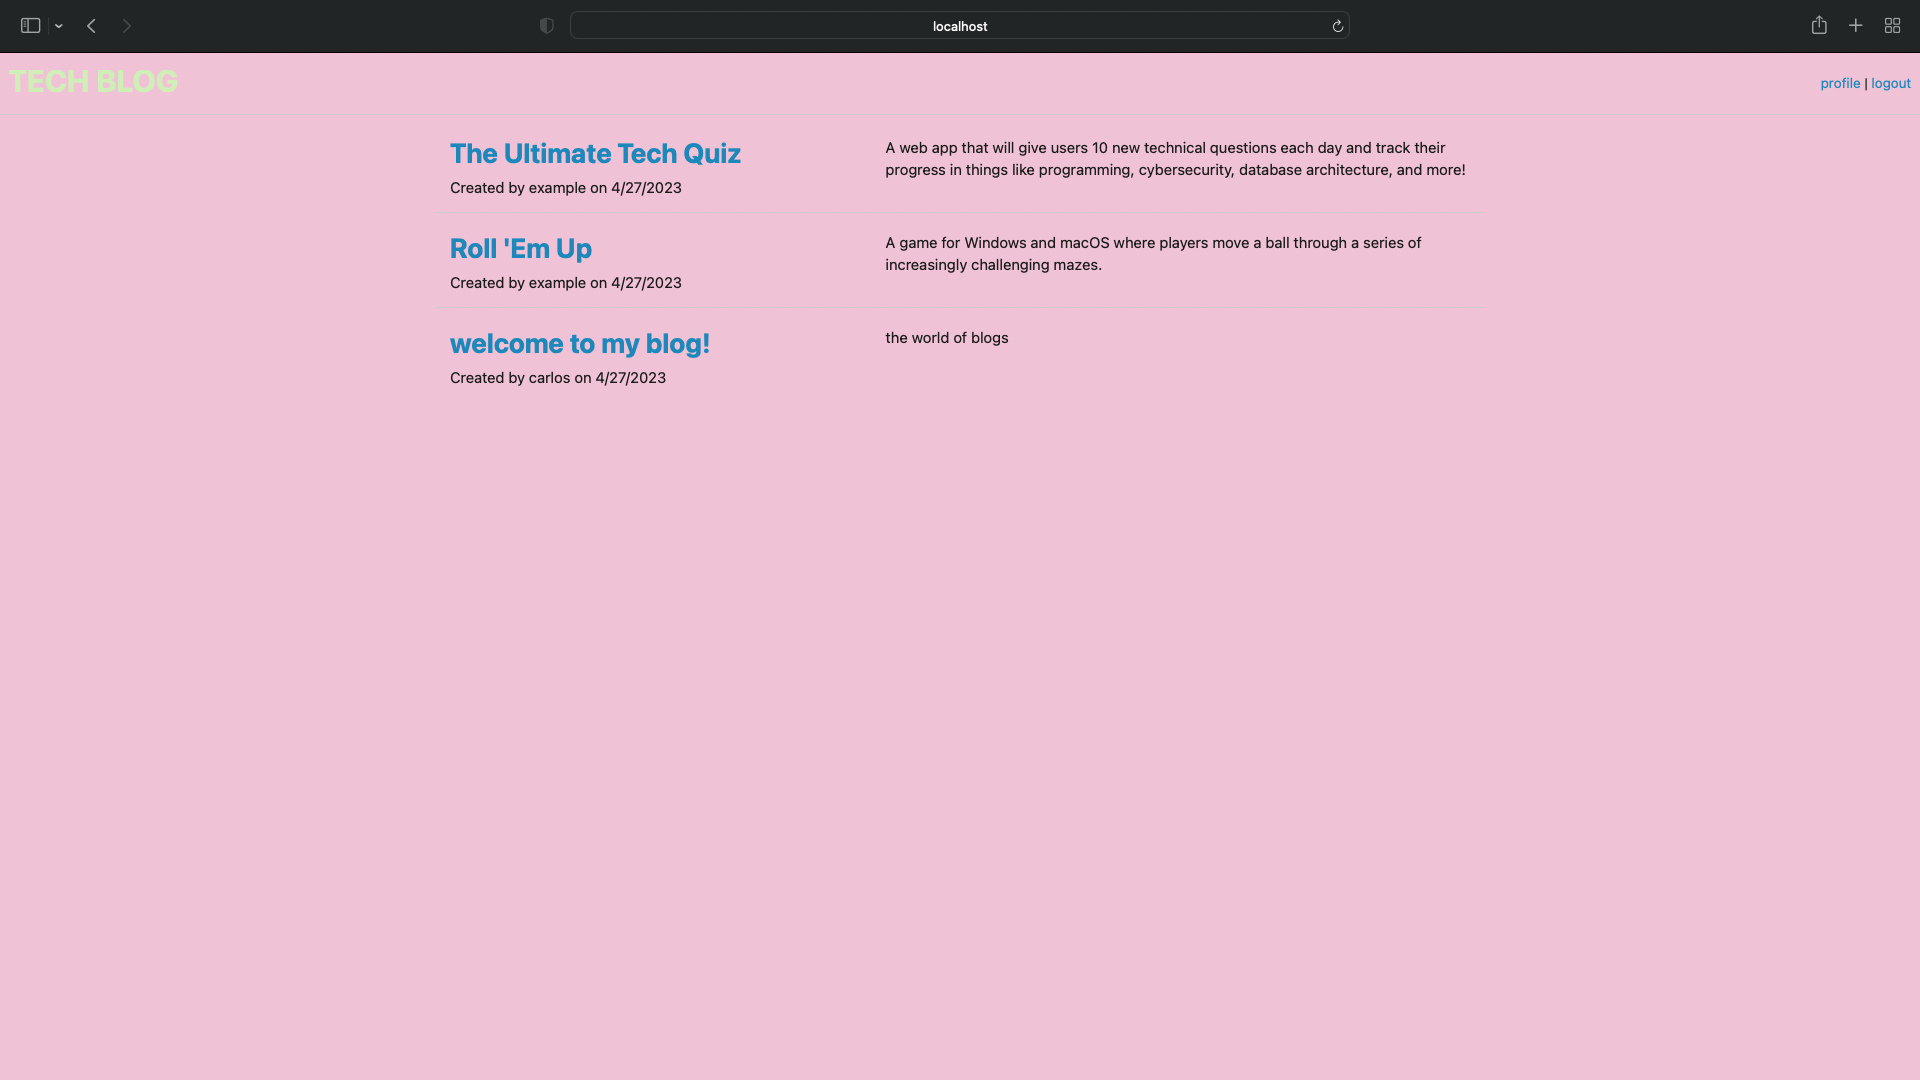 localhost
TECH BLOG
profile | logout
The Ultimate Tech Quiz
Created by example on 4/27/2023
A web app that will give users 10 new technical questions each day and track their
progress in things like programming, cybersecurity, database architecture, and more!
Roll 'Em Up
Created by example on 4/27/2023
A game for Windows and macOS where players move a ball through a series of
increasingly challenging mazes.
welcome to my blog!
Created by carlos on 4/27/2023
the world of blogs